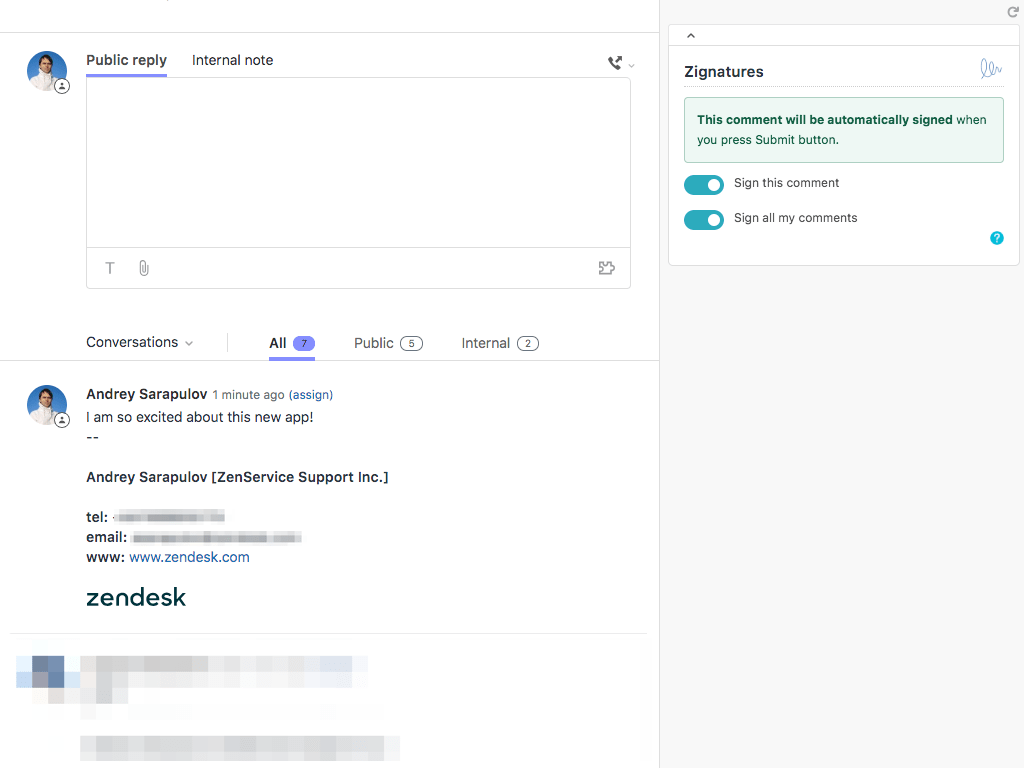 Public reply Internal note
T
Conversations All 7 Public 5 Internal 2
Andrey Sarapulov 1 minute ago (assign)
I am so excited about this new app!
--
Andrey Sarapulov [ZenService Support Inc.]
tel:
email:
www: www.zendesk.com
zendesk
Zignatures
This comment will be automatically signed when
you press Submit button.
Sign this comment
Sign all my comments
?